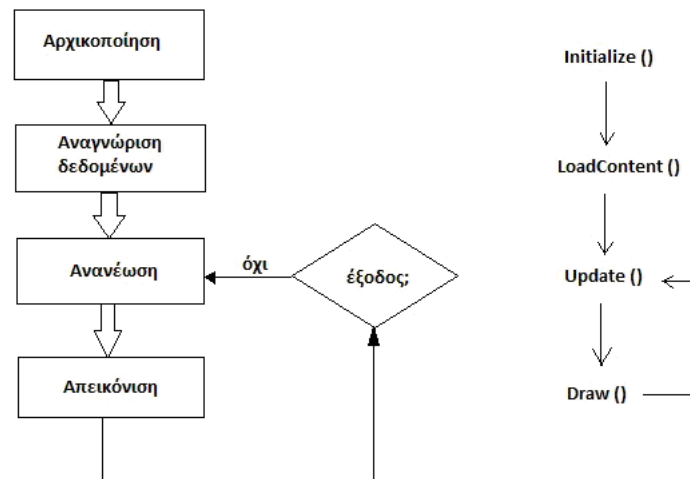 Αρχικοποίηση
Αναγνώριση
δεδομένων
Ανανέωση
όχι
έξοδος;
Απεικόνιση
Initialize ()
LoadContent ()
Update ()
Draw ()